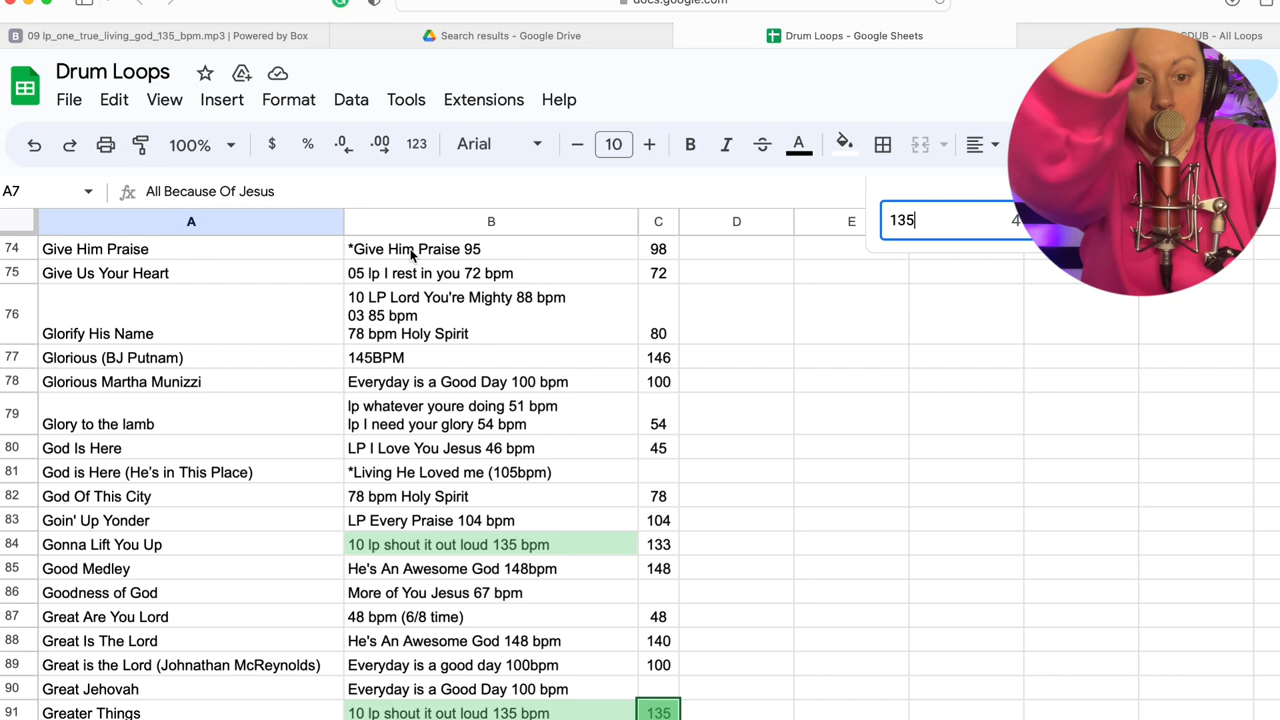 docs.google.com
09 lp_one_true_living_god_135_bpm.mp3 | Powered by Box
Search results - Google Drive
Drum Loops - Google Sheets
DUB - All Loops
Drum Loops
File Edit View Insert Format Data Tools Extensions Help
100% $ % .0 .00 123 Arial − 10 + B I S A
A7 fx All Because Of Jesus
135 4
A B C D E
74 Give Him Praise *Give Him Praise 95 98
75 Give Us Your Heart 05 lp I rest in you 72 bpm 72
10 LP Lord You're Mighty 88 bpm
76 03 85 bpm
Glorify His Name 78 bpm Holy Spirit 80
77 Glorious (BJ Putnam) 145BPM 146
78 Glorious Martha Munizzi Everyday is a Good Day 100 bpm 100
lp whatever youre doing 51 bpm
79 Glory to the lamb lp I need your glory 54 bpm 54
80 God Is Here LP I Love You Jesus 46 bpm 45
81 God is Here (He's in This Place) *Living He Loved me (105bpm)
82 God Of This City 78 bpm Holy Spirit 78
83 Goin' Up Yonder LP Every Praise 104 bpm 104
84 Gonna Lift You Up 10 lp shout it out loud 135 bpm 133
85 Good Medley He's An Awesome God 148bpm 148
86 Goodness of God More of You Jesus 67 bpm
87 Great Are You Lord 48 bpm (6/8 time) 48
88 Great Is The Lord He's An Awesome God 148 bpm 140
89 Great is the Lord (Johnathan McReynolds) Everyday is a good day 100bpm 100
90 Great Jehovah Everyday is a Good Day 100 bpm
91 Greater Things 10 lp shout it out loud 135 bpm 135